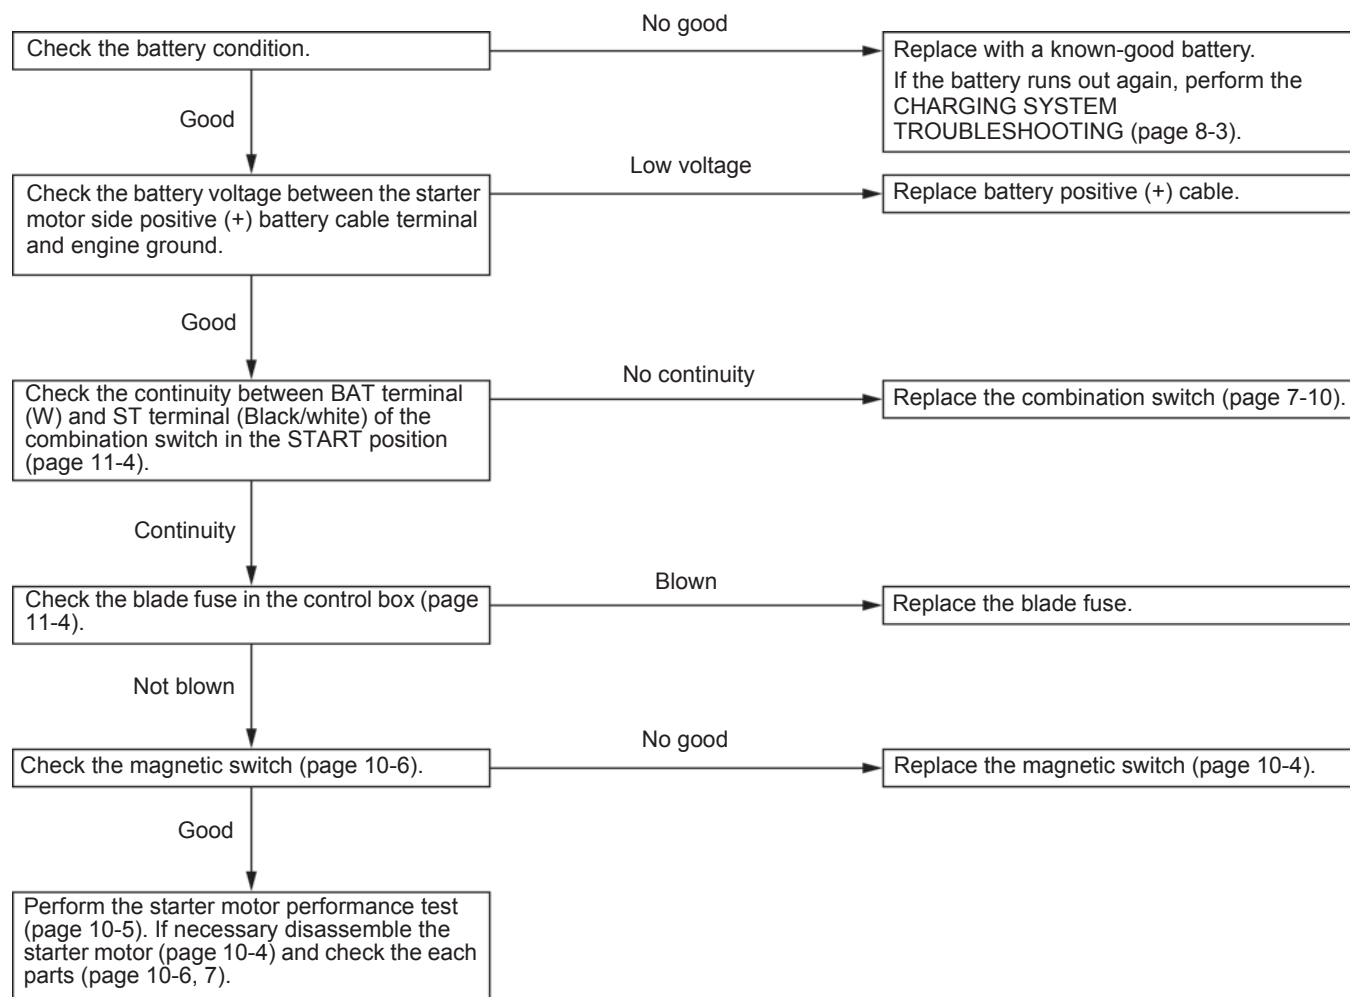 No good
Check the battery condition.
Replace with a known-good battery.
If the battery runs out again, perform the
CHARGING SYSTEM
TROUBLESHOOTING (page 8-3).
Good
Low voltage
Check the battery voltage between the starter
motor side positive (+) battery cable terminal
and engine ground.
Replace battery positive (+) cable.
Good
No continuity
Check the continuity between BAT terminal
(W) and ST terminal (Black/white) of the
combination switch in the START position
(page 11-4).
Replace the combination switch (page 7-10).
Continuity
Blown
Check the blade fuse in the control box (page
11-4).
Replace the blade fuse.
Not blown
No good
Check the magnetic switch (page 10-6).
Replace the magnetic switch (page 10-4).
Good
Perform the starter motor performance test
(page 10-5). If necessary disassemble the
starter motor (page 10-4) and check the each
parts (page 10-6, 7).